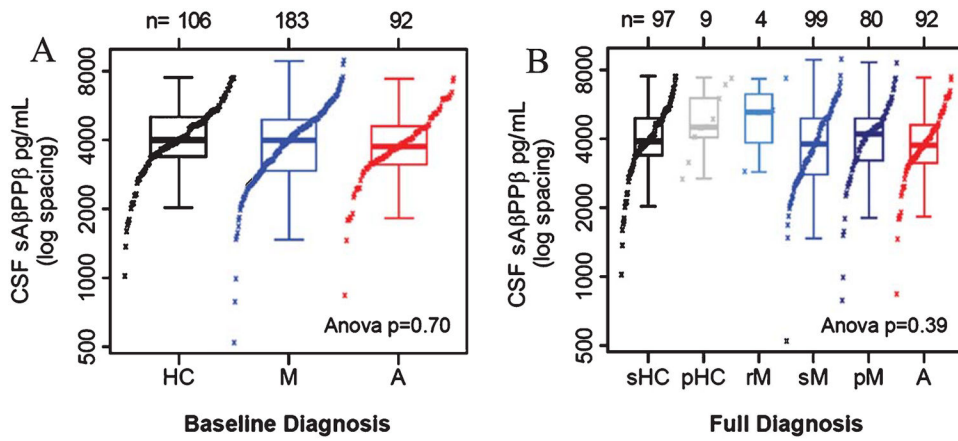 A
n= 106 183 92
CSF sAβPPβ pg/mL
(log spacing)
8000
4000
2000
1000
500
Anova p=0.70
HC M A
Baseline Diagnosis
B
n= 97 9 4 99 80 92
CSF sAβPPβ pg/mL
(log spacing)
8000
4000
2000
1000
500
Anova p=0.39
sHC pHC rM sM pM A
Full Diagnosis